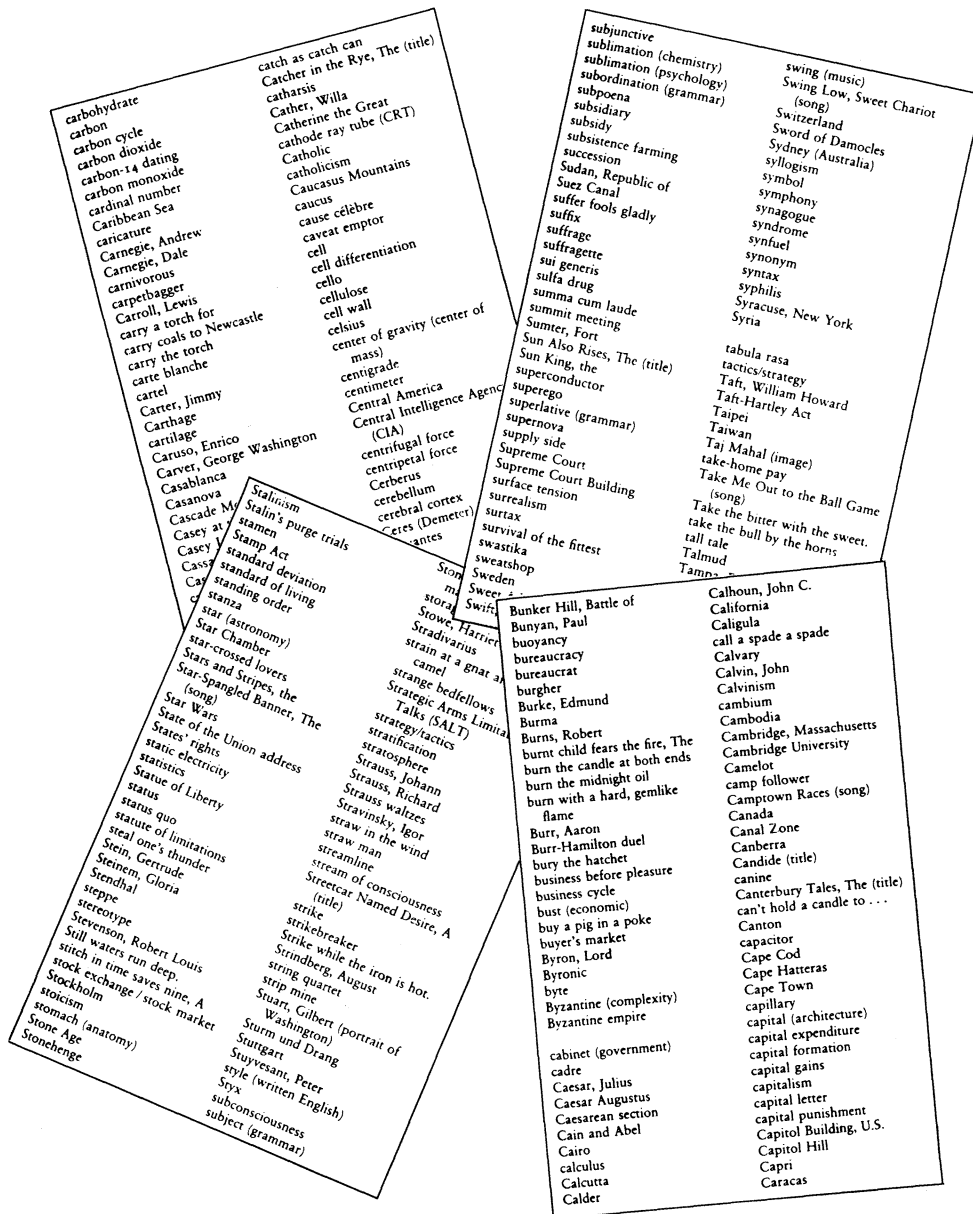 carbohydrate
carbon
carbon cycle
carbon dioxide
carbon-14 dating
carbon monoxide
cardinal number
Caribbean Sea
caricature
Carnegie, Andrew
Carnegie, Dale
carnivorous
carpetbagger
Carroll, Lewis
carry a torch for
carry coals to Newcastle
carry the torch
carte blanche
cartel
Carter, Jimmy
Carthage
cartilage
Caruso, Enrico
Carver, George Washington
Casablanca
Casanova
Cascade
Casey at
Casey
catch as catch can
Catcher in the Rye, The (title)
catharsis
Cather, Willa
Catherine the Great
cathode ray tube (CRT)
Catholic
catholicism
Caucasus Mountains
caucus
cause célèbre
caveat emptor
cell
cell differentiation
cello
cellulose
cell wall
celsius
center of gravity (center of
mass)
centigrade
centimeter
Central America
Central Intelligence Agenc
(CIA)
centrifugal force
centripetal force
Cerberus
cerebellum
cerebral cortex
Ceres (Demeter)
subjunctive
sublimation (chemistry)
sublimation (psychology)
subordination (grammar)
subpoena
subsidiary
subsidy
subsistence farming
succession
Sudan, Republic of
Suez Canal
suffer fools gladly
suffix
suffrage
suffragette
sui generis
sulfa drug
summa cum laude
summit meeting
Sumter, Fort
Sun Also Rises, The (title)
Sun King, the
superconductor
superego
superlative (grammar)
supernova
supply side
Supreme Court
Supreme Court Building
surface tension
surrealism
surtax
survival of the fittest
swastika
sweatshop
Sweden
Sweet
Swift,
swing (music)
Swing Low, Sweet Chariot
(song)
Switzerland
Sword of Damocles
Sydney (Australia)
syllogism
symbol
symphony
synagogue
syndrome
synfuel
synonym
syntax
syphilis
Syracuse, New York
Syria
tabula rasa
tactics/strategy
Taft, William Howard
Taft-Hartley Act
Taipei
Taiwan
Taj Mahal (image)
take-home pay
Take Me Out to the Ball Game
(song)
Take the bitter with the sweet.
take the bull by the horns
tall tale
Talmud
Stalinism
Stalin's purge trials
stamen
Stamp Act
standard deviation
standard of living
standing order
stanza
star (astronomy)
Star Chamber
star-crossed lovers
Stars and Stripes, the
Star-Spangled Banner, The
(song)
Star Wars
State of the Union address
States' rights
static electricity
statistics
Statue of Liberty
status
status quo
statute of limitations
steal one's thunder
Stein, Gertrude
Steinem, Gloria
Stendhal
steppe
stereotype
Stevenson, Robert Louis
Still waters run deep.
stitch in time saves nine, A
stock exchange / stock market
Stockholm
stoicism
stomach (anatomy)
Stone Age
Stonehenge
Ston
storag
Stowe, Harrier
Stradivarius
strain at a gnat
camel
strange bedfellows
Strategic Arms Limita
Talks (SALT)
strategy/tactics
stratification
stratosphere
Strauss, Johann
Strauss, Richard
Strauss waltzes
Stravinsky, Igor
straw in the wind
straw man
streamline
stream of consciousness
Streetcar Named Desire, A
(title)
strike
strikebreaker
Strike while the iron is hot.
Strindberg, August
string quartet
strip mine
Stuart, Gilbert (portrait of
Washington)
Sturm und Drang
Stuttgart
Stuyvesant, Peter
style (written English)
Styx
subconsciousness
subject (grammar)
Bunker Hill, Battle of
Bunyan, Paul
buoyancy
bureaucracy
bureaucrat
burgher
Burke, Edmund
Burma
Burns, Robert
burnt child fears the fire, The
burn the candle at both ends
burn the midnight oil
burn with a hard, gemlike
flame
Burr, Aaron
Burr-Hamilton duel
bury the hatchet
business before pleasure
business cycle
bust (economic)
buy a pig in a poke
buyer's market
Byron, Lord
Byronic
byte
Byzantine (complexity)
Byzantine empire
cabinet (government)
cadre
Caesar, Julius
Caesar Augustus
Caesarean section
Cain and Abel
Cairo
calculus
Calcutta
Calder
Calhoun, John C.
California
Caligula
call a spade a spade
Calvary
Calvin, John
Calvinism
cambium
Cambodia
Cambridge, Massachusetts
Cambridge University
Camelot
camp follower
Camptown Races (song)
Canada
Canal Zone
Canberra
Candide (title)
canine
Canterbury Tales, The (title)
can't hold a candle to . . .
Canton
capacitor
Cape Cod
Cape Hatteras
Cape Town
capillary
capital (architecture)
capital expenditure
capital formation
capital gains
capitalism
capital letter
capital punishment
Capitol Building, U.S.
Capitol Hill
Capri
Caracas